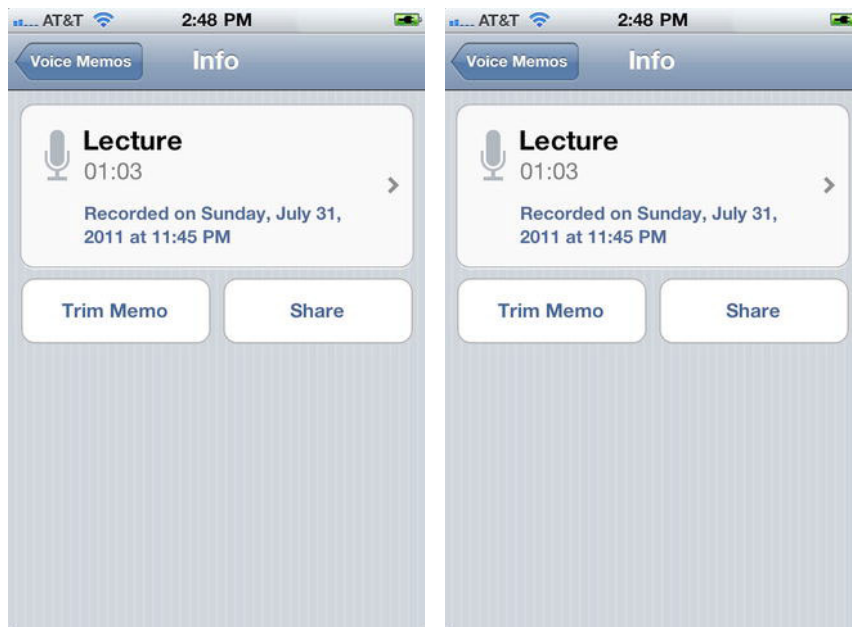 AT&T 2:48 PM
Voice Memos Info
Lecture
01:03
Recorded on Sunday, July 31,
2011 at 11:45 PM
Trim Memo Share
AT&T 2:48 PM
Voice Memos Info
Lecture
01:03
Recorded on Sunday, July 31,
2011 at 11:45 PM
Trim Memo Share